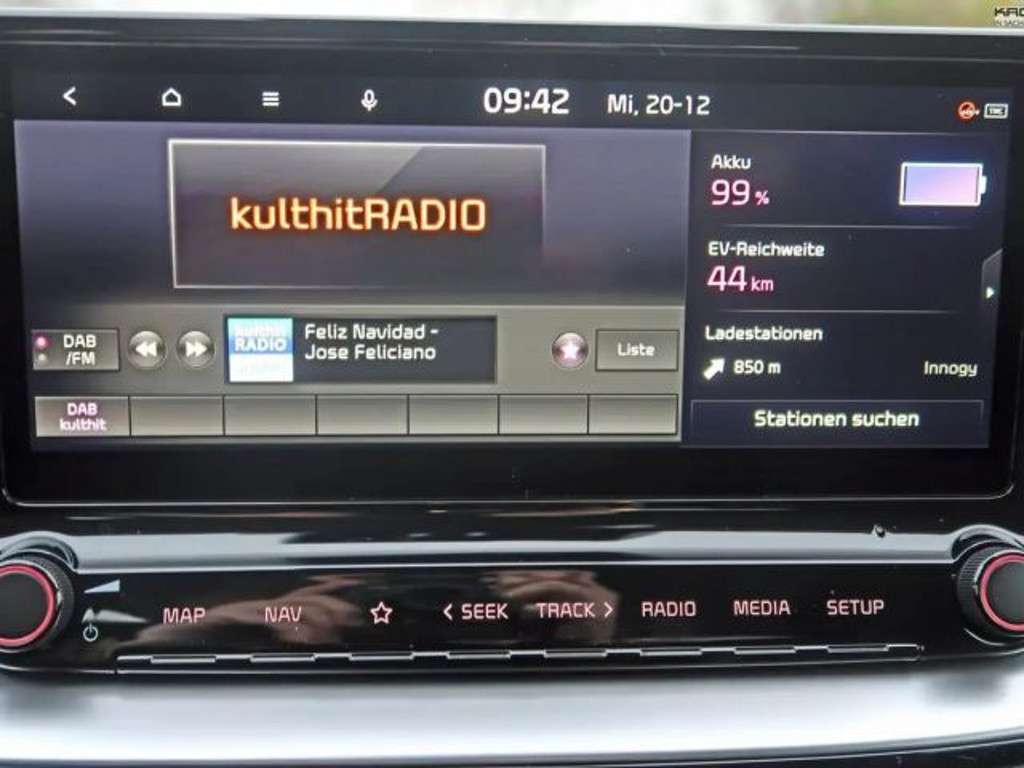 09:42 Mi, 20-12
kulthitRADIO
DAB
/FM
RADIO
Feliz Navidad -
Jose Feliciano
Liste
DAB
kulthit
Akku
99 %
EV-Reichweite
44 km
Ladestationen
850 m Innogy
Stationen suchen
MAP NAV < SEEK TRACK > RADIO MEDIA SETUP